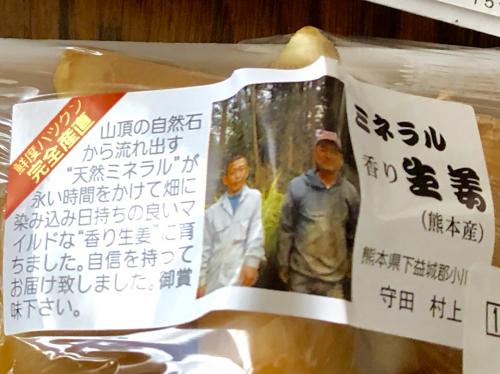 鮮度バツグン
完全産直
山頂の自然石
から流れ出す
“天然ミネラル”が
永い時間をかけて畑に
染み込み日持ちの良いマ
イルドな“香り生姜”に育
ちました。自信を持って
お届け致しました。御賞
味下さい。
ミネラル
香り生姜
(熊本産)
熊本県下益城郡小川
守田 村上